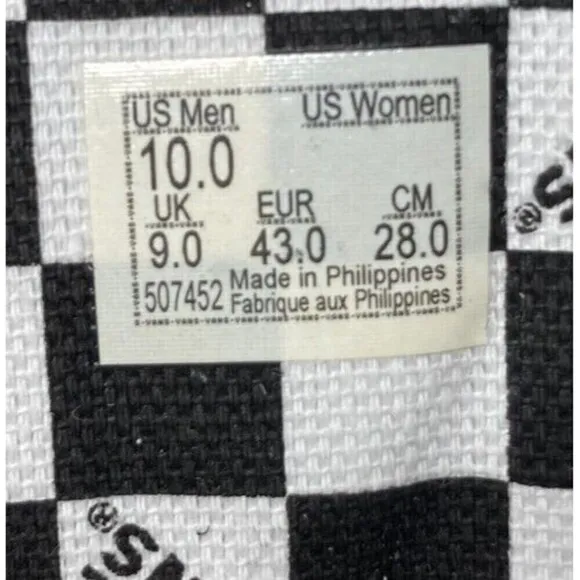 US Men US Women
10.0
UK EUR CM
9.0 43.0 28.0
507452 Made in Philippines
Fabrique aux Philippines